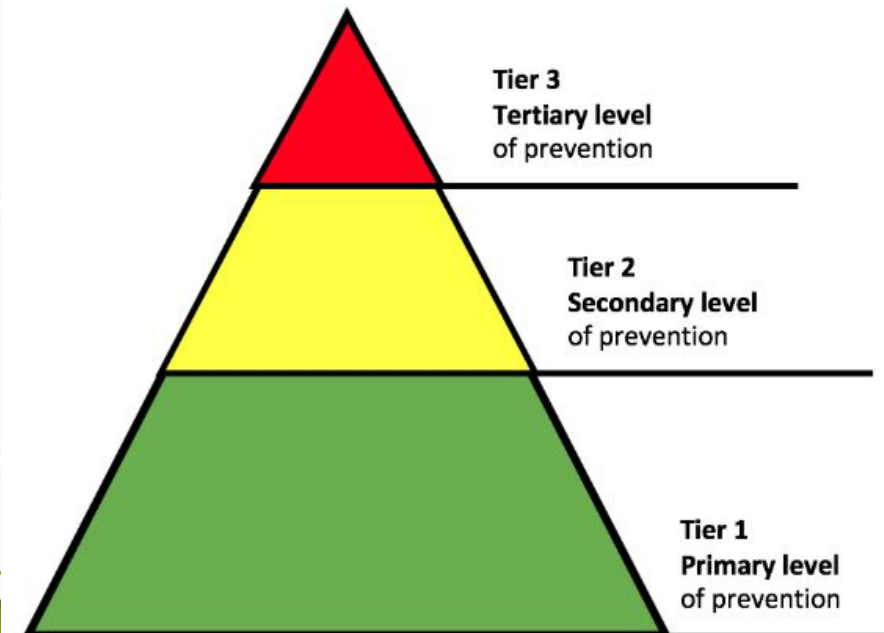 Tier 3
Tertiary level
of prevention
Tier 2
Secondary level
of prevention
Tier 1
Primary level
of prevention